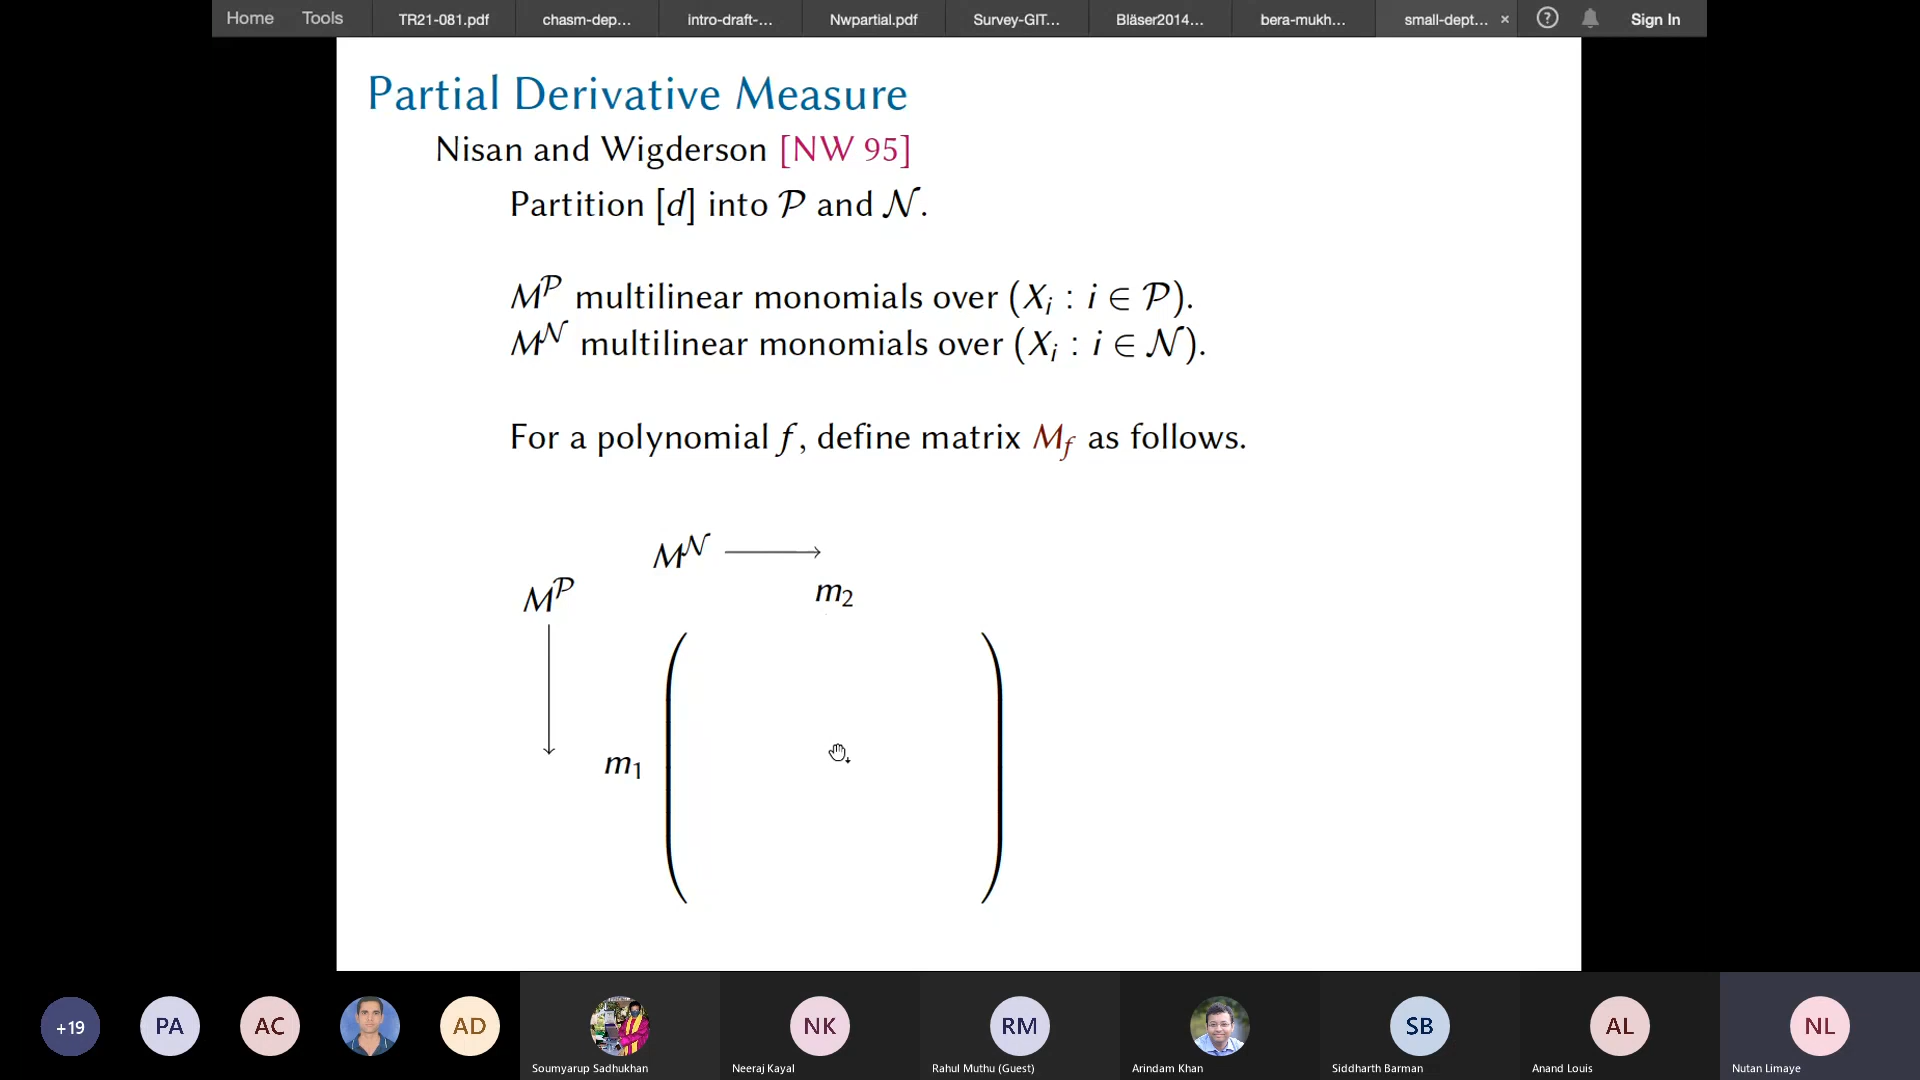 Home Tools TR21-081.pdf chasm-dep... intro-draft-... Nwpartial.pdf Survey-GIT... Bläser2014... bera-mukh... small-dept... × ? Sign In
Partial Derivative Measure
Nisan and Wigderson [NW 95]
Partition [d] into 𝒫 and 𝒩.
M^𝒫 multilinear monomials over (X_i : i ∈ 𝒫).
M^𝒩 multilinear monomials over (X_i : i ∈ 𝒩).
For a polynomial f, define matrix M_f as follows.
M^𝒩
m₂
M^𝒫
m₁
+19 PA AC AD NK RM SB AL NL
Soumyarup Sadhukhan Neeraj Kayal Rahul Muthu (Guest) Arindam Khan Siddharth Barman Anand Louis Nutan Limaye